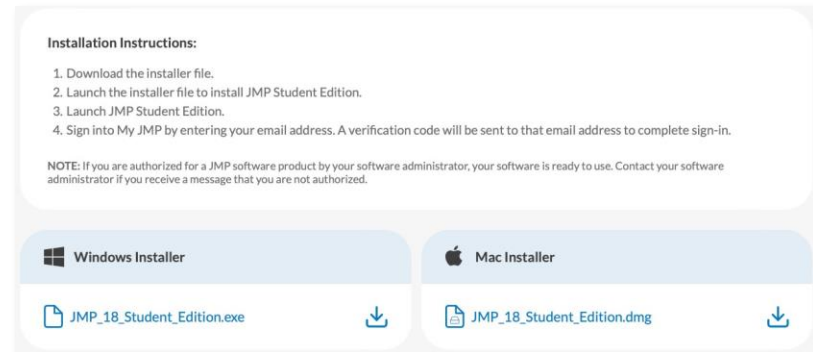 Installation Instructions:
1. Download the installer file.
2. Launch the installer file to install JMP Student Edition.
3. Launch JMP Student Edition.
4. Sign into My JMP by entering your email address. A verification code will be sent to that email address to complete sign-in.
NOTE: If you are authorized for a JMP software product by your software administrator, your software is ready to use. Contact your software
administrator if you receive a message that you are not authorized.
Windows Installer
JMP_18_Student_Edition.exe
Mac Installer
JMP_18_Student_Edition.dmg